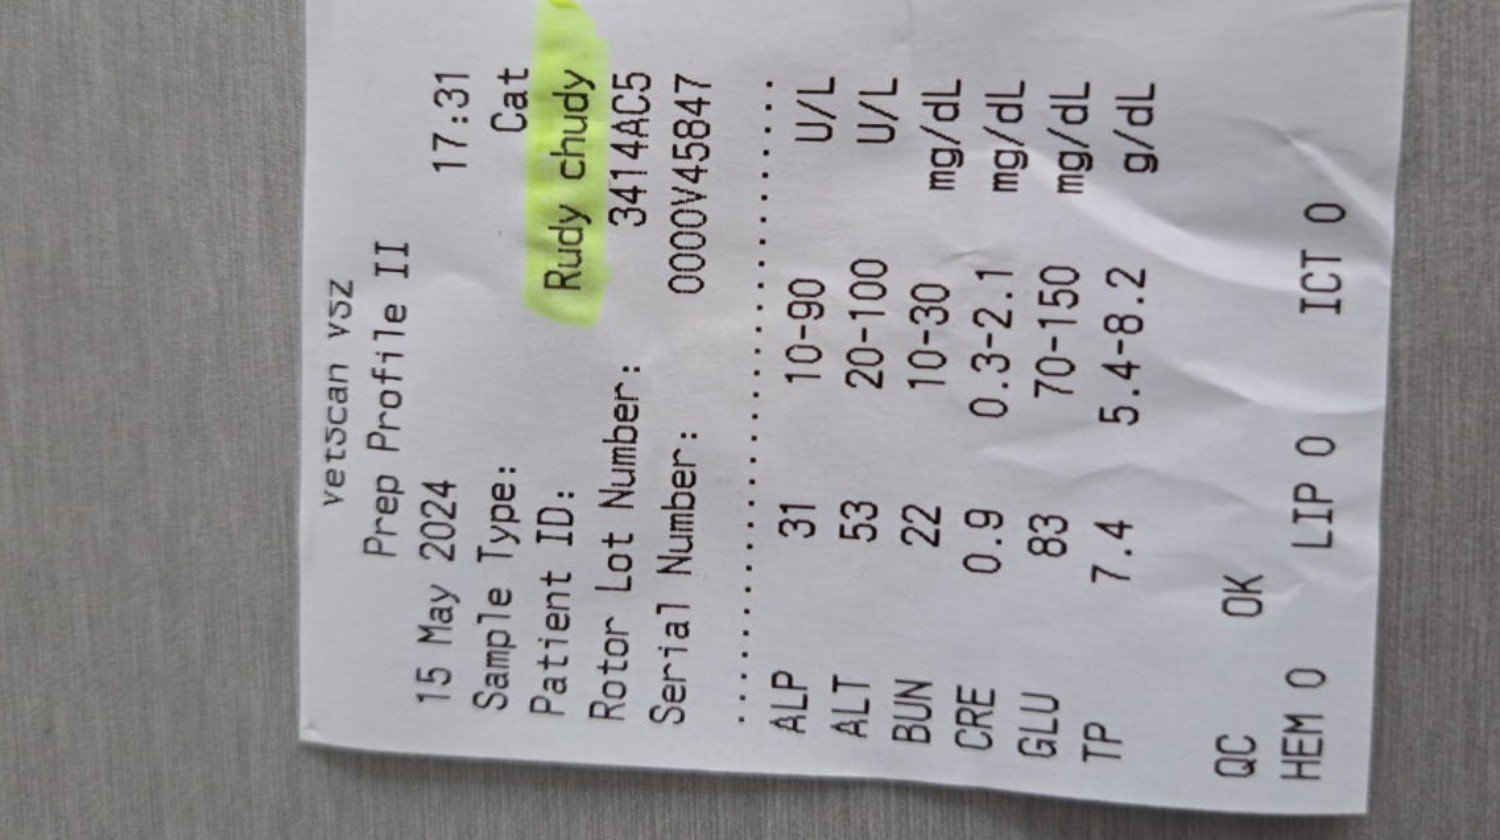 VetScan VS2
Prep Profile II
15 May 2024 17:31
Sample Type: Cat
Patient ID: Rudy chudy
Rotor Lot Number: 3414AC5
Serial Number: 0000V45847
..............................
ALP 31 10-90 U/L
ALT 53 20-100 U/L
BUN 22 10-30 mg/dL
CRE 0.9 0.3-2.1 mg/dL
GLU 83 70-150 mg/dL
TP 7.4 5.4-8.2 g/dL
QC OK
HEM 0 LIP 0 ICT 0